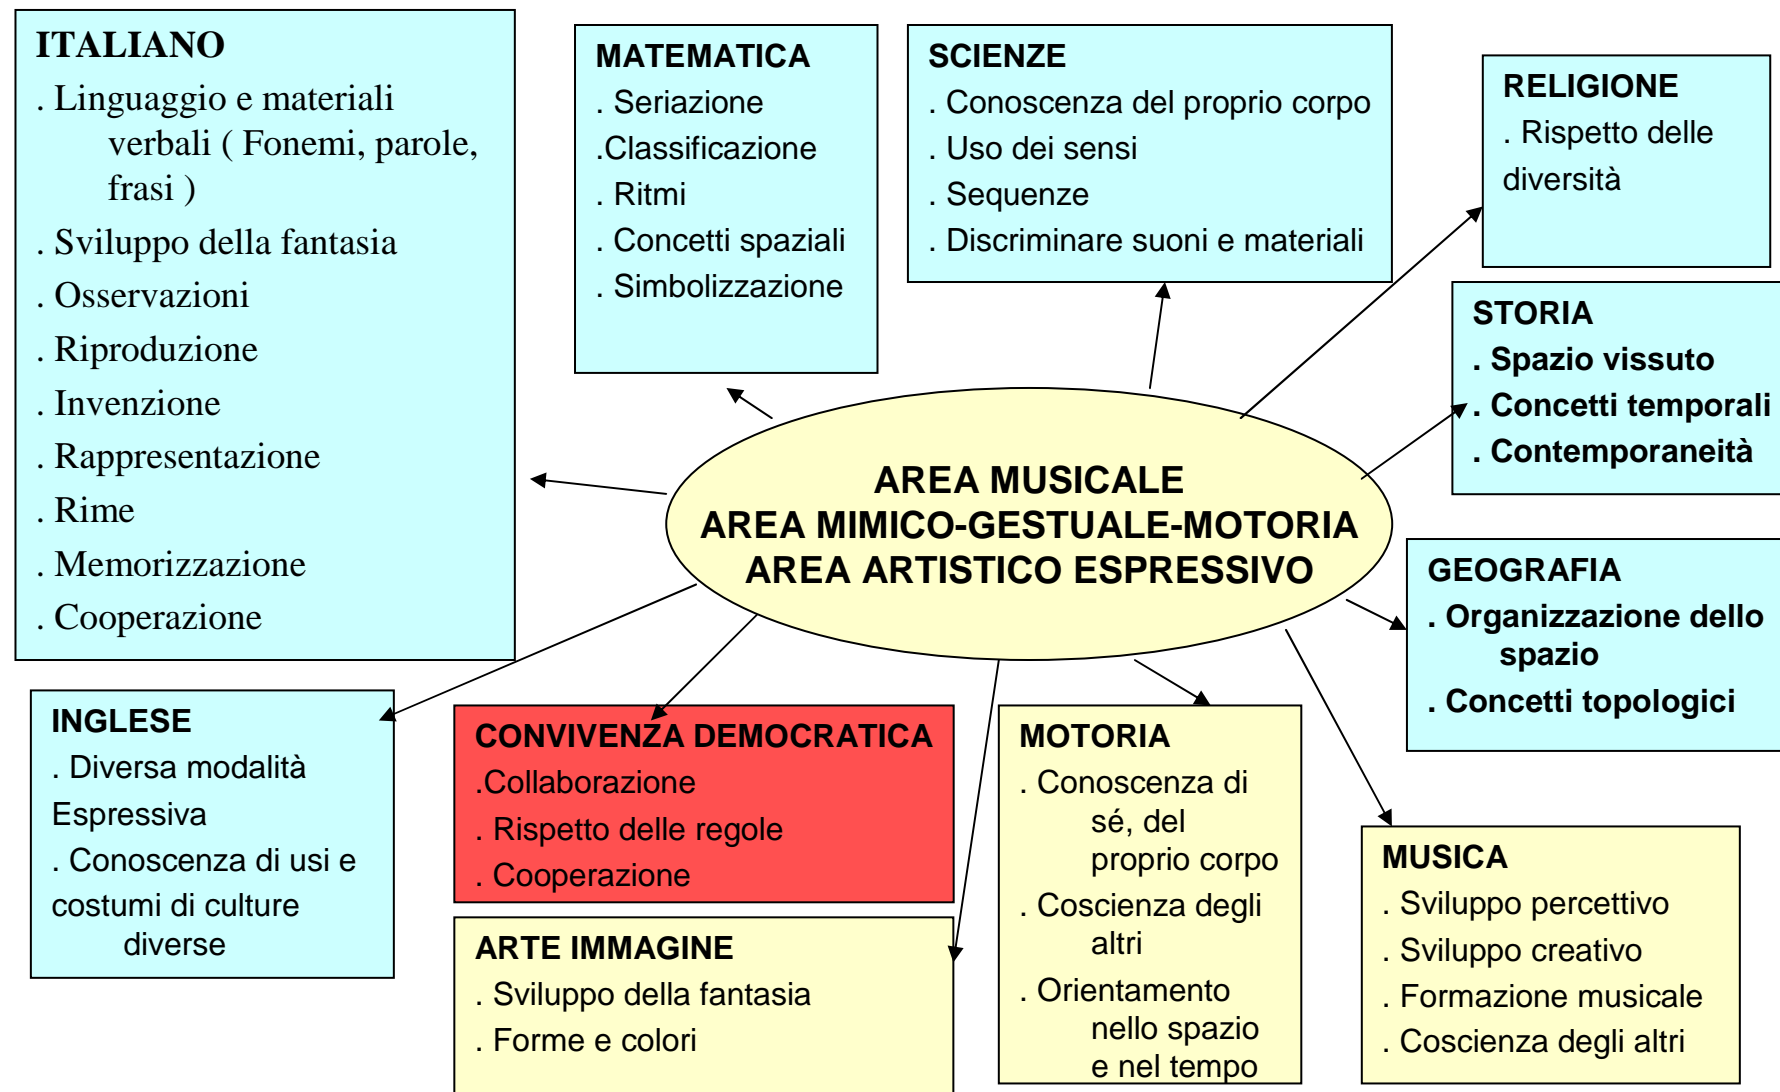 ITALIANO
. Linguaggio e materiali
verbali ( Fonemi, parole,
frasi )
. Sviluppo della fantasia
. Osservazioni
. Riproduzione
. Invenzione
. Rappresentazione
. Rime
. Memorizzazione
. Cooperazione
MATEMATICA
. Seriazione
.Classificazione
. Ritmi
. Concetti spaziali
. Simbolizzazione
SCIENZE
. Conoscenza del proprio corpo
. Uso dei sensi
. Sequenze
. Discriminare suoni e materiali
RELIGIONE
. Rispetto delle
diversità
STORIA
. Spazio vissuto
. Concetti temporali
. Contemporaneità
AREA MUSICALE
AREA MIMICO-GESTUALE-MOTORIA
AREA ARTISTICO ESPRESSIVO
GEOGRAFIA
. Organizzazione dello
spazio
. Concetti topologici
INGLESE
. Diversa modalità
Espressiva
. Conoscenza di usi e
costumi di culture
diverse
CONVIVENZA DEMOCRATICA
.Collaborazione
. Rispetto delle regole
. Cooperazione
ARTE IMMAGINE
. Sviluppo della fantasia
. Forme e colori
MOTORIA
. Conoscenza di
sé, del
proprio corpo
. Coscienza degli
altri
. Orientamento
nello spazio
e nel tempo
MUSICA
. Sviluppo percettivo
. Sviluppo creativo
. Formazione musicale
. Coscienza degli altri